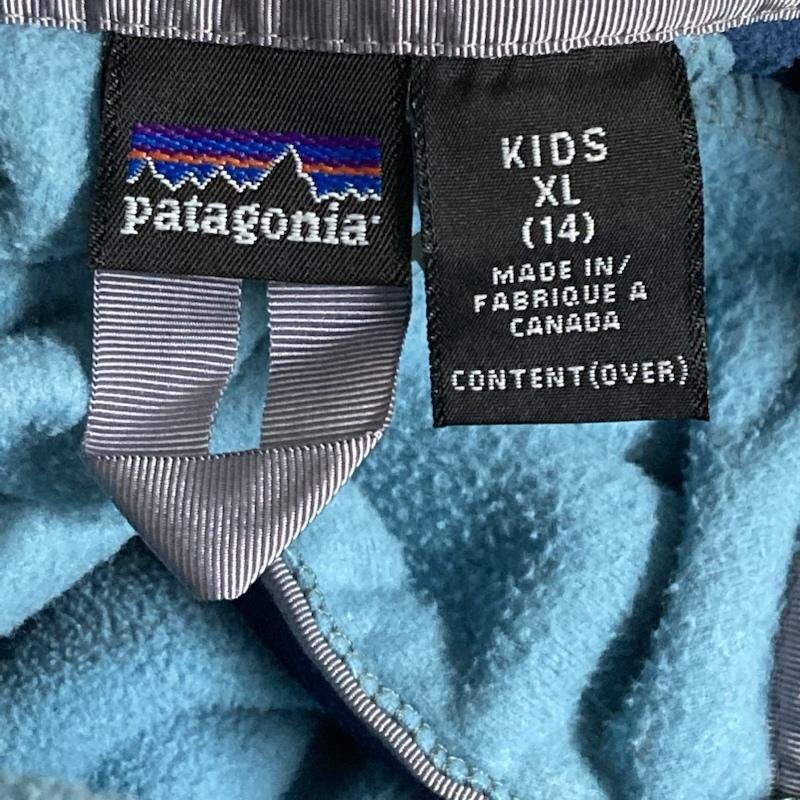 patagonia
KIDS
XL
(14)
MADE IN/
FABRIQUE A
CANADA
CONTENT(OVER)